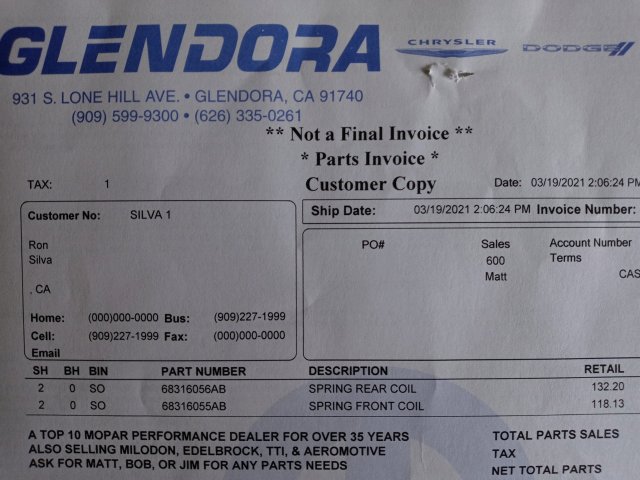 GLENDORA CHRYSLER DODGE
931 S. LONE HILL AVE. • GLENDORA, CA 91740
(909) 599-9300 • (626) 335-0261
** Not a Final Invoice **
* Parts Invoice *
TAX: 1 Customer Copy Date: 03/19/2021 2:06:24 PM
Customer No: SILVA 1 Ship Date: 03/19/2021 2:06:24 PM Invoice Number:
Ron
Silva
, CA
Home: (000)000-0000 Bus: (909)227-1999
Cell: (909)227-1999 Fax: (000)000-0000
Email
PO# Sales Account Number
600 Terms
Matt CAS
SH BH BIN PART NUMBER DESCRIPTION RETAIL
2 0 SO 68316056AB SPRING REAR COIL 132.20
2 0 SO 68316055AB SPRING FRONT COIL 118.13
A TOP 10 MOPAR PERFORMANCE DEALER FOR OVER 35 YEARS
ALSO SELLING MILODON, EDELBROCK, TTI, & AEROMOTIVE
ASK FOR MATT, BOB, OR JIM FOR ANY PARTS NEEDS
TOTAL PARTS SALES
TAX
NET TOTAL PARTS